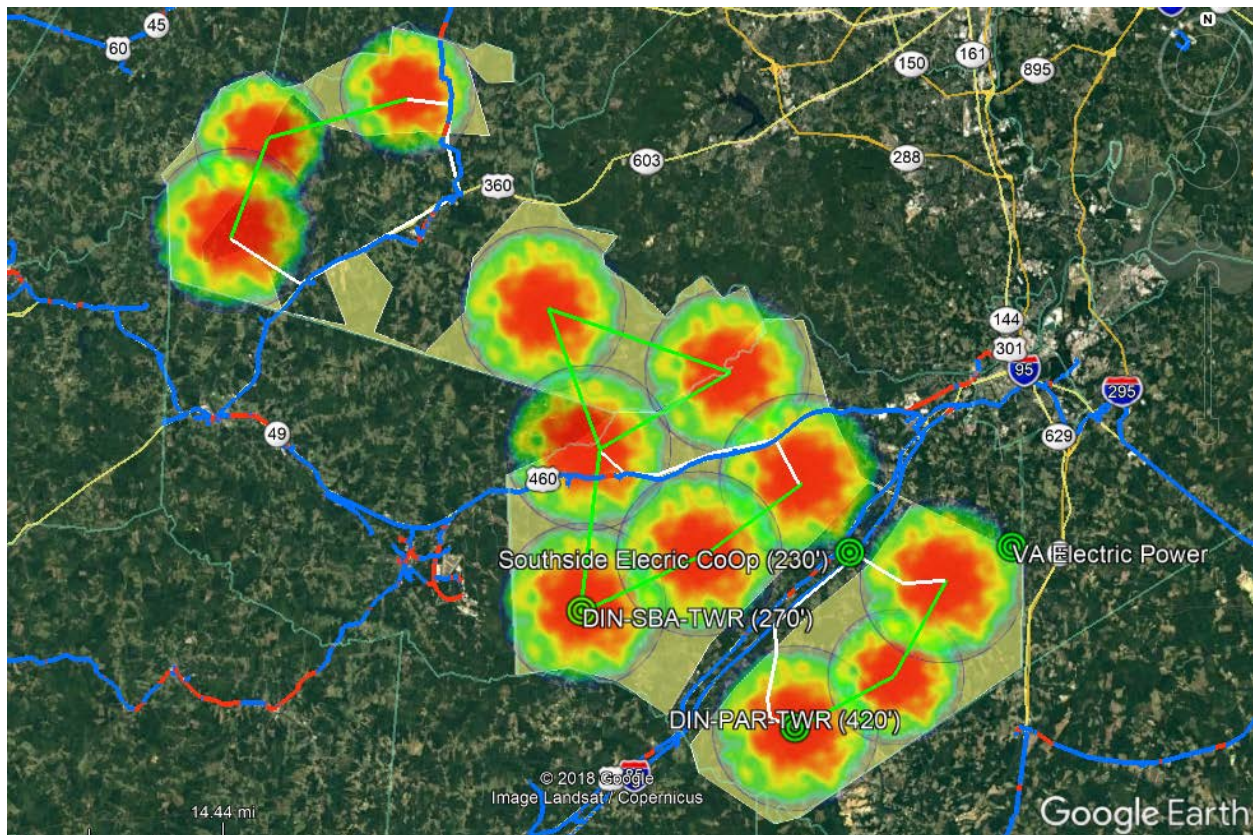 45
60
N
161
150
895
603
288
360
144
301
95
295
49
629
460
Southside Elecric CoOp (230')
VA Electric Power
DIN-SBA-TWR (270')
DIN-PAR-TWR (420')
85
© 2018 Google
Image Landsat / Copernicus
14.44 mi
Google Earth